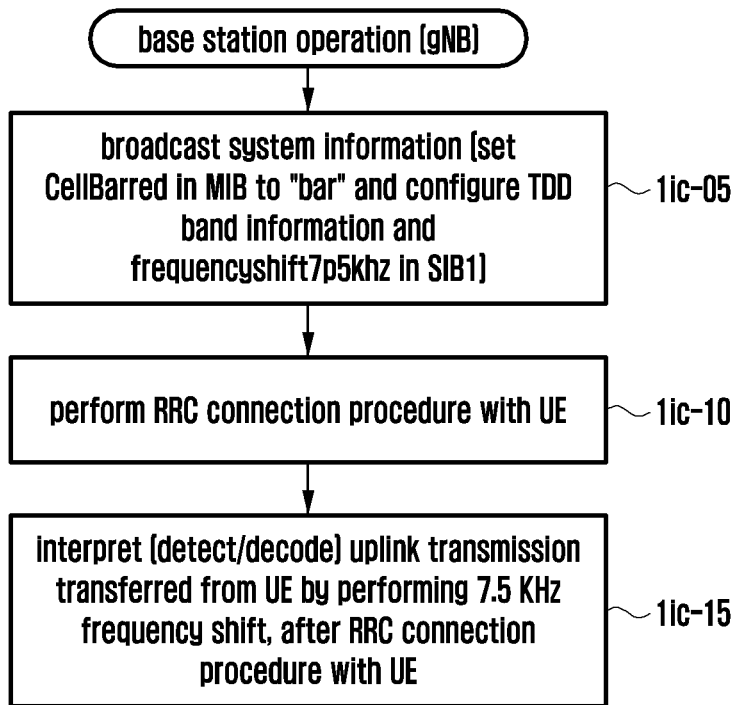 base station operation (gNB)
broadcast system information (set
CellBarred in MIB to "bar" and configure TDD
band information and
frequencyshift7p5khz in SIB1)
1ic-05
perform RRC connection procedure with UE
1ic-10
interpret (detect/decode) uplink transmission
transferred from UE by performing 7.5 KHz
frequency shift, after RRC connection
procedure with UE
1ic-15